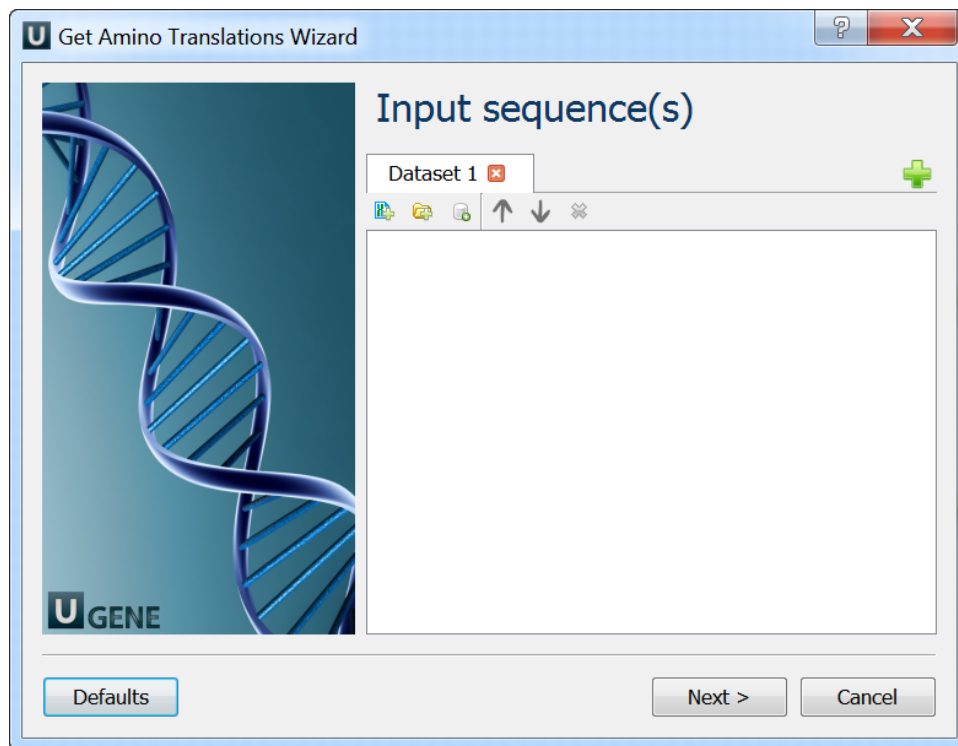 U Get Amino Translations Wizard
Input sequence(s)
Dataset 1
U GENE
Defaults
Next >
Cancel